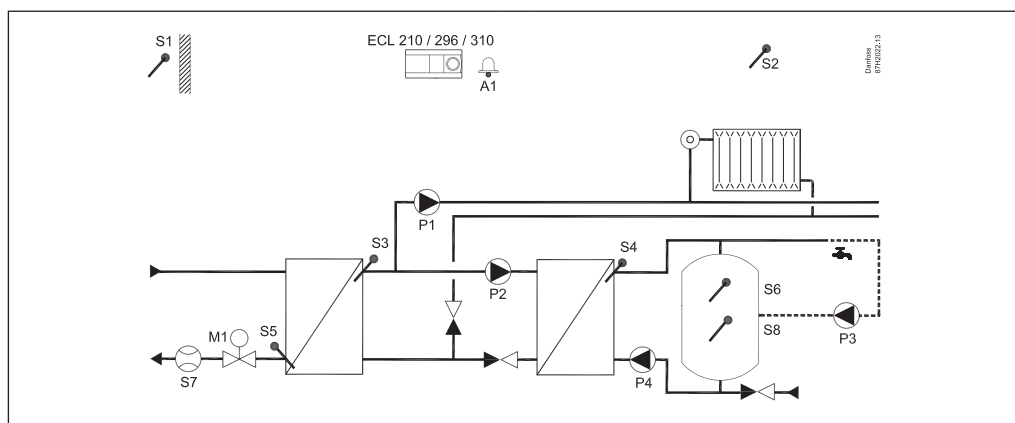 S1
ECL 210 / 296 / 310
A1
S2
Danfoss
87H2022.13
P1
S3
S4
P2
S6
S8
P3
M1
S5
S7
P4